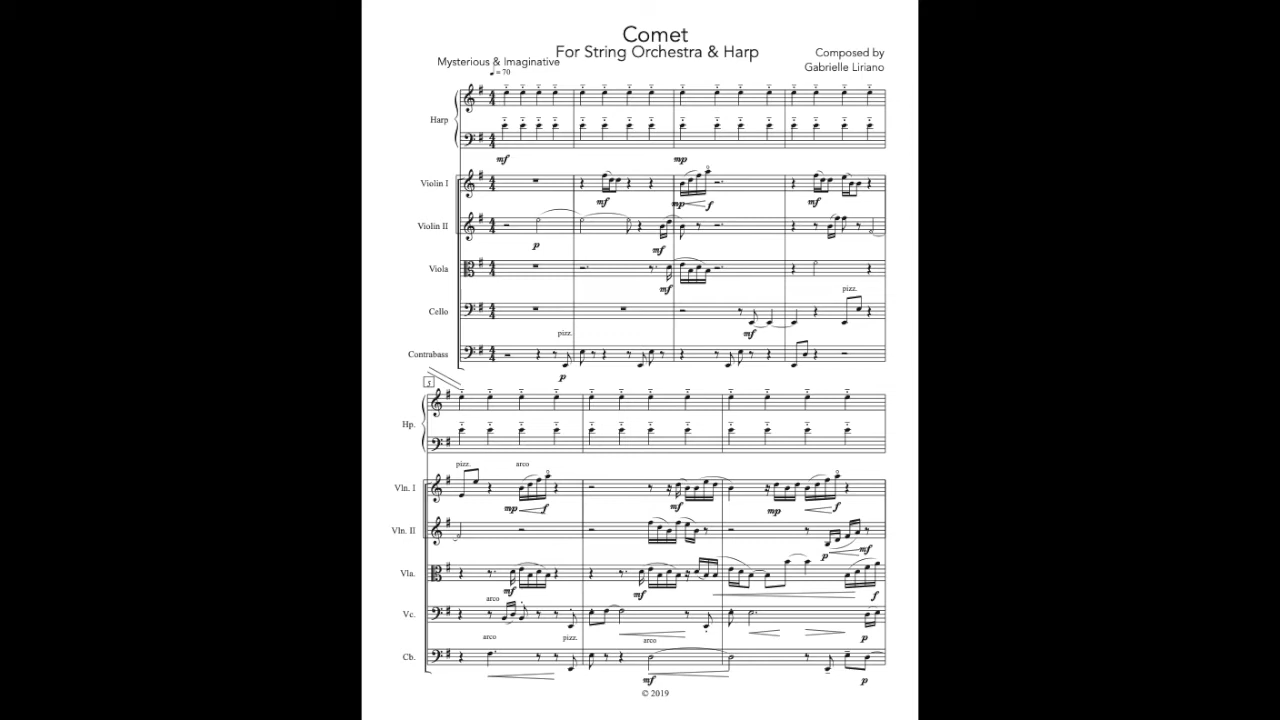 Comet
For String Orchestra & Harp
Mysterious & Imaginative
Composed by
Gabrielle Liriano
♩ = 70
Harp
mf
mp
Violin I
mf
mp
f
mf
Violin II
p
mf
Viola
mf
pizz.
Cello
mf
pizz.
Contrabass
p
5
Hp.
pizz.
arco
Vln. I
mp
f
mf
mp
f
Vln. II
p
mf
Vla.
mf
mf
f
arco
Vc.
p
arco
pizz.
arco
Cb.
mf
p
© 2019